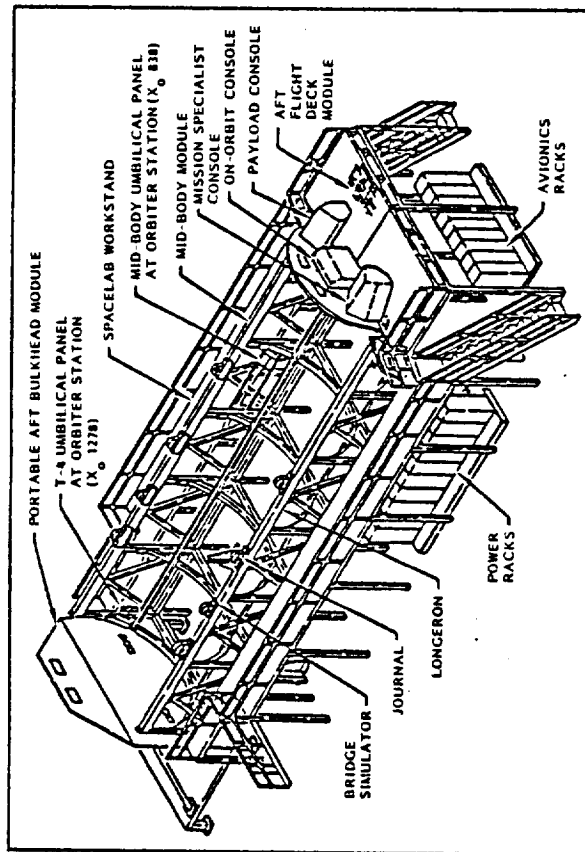 PORTABLE AFT BULKHEAD MODULE
T-4 UMBILICAL PANEL
AT ORBITER STATION
(Xo 1278)
SPACELAB WORKSTAND
MID-BODY UMBILICAL PANEL
AT ORBITER STATION (Xo 838)
MID-BODY MODULE
MISSION SPECIALIST
CONSOLE
ON-ORBIT CONSOLE
PAYLOAD CONSOLE
AFT
FLIGHT
DECK
MODULE
BRIDGE
SIMULATOR
JOURNAL
LONGERON
POWER
RACKS
AVIONICS
RACKS